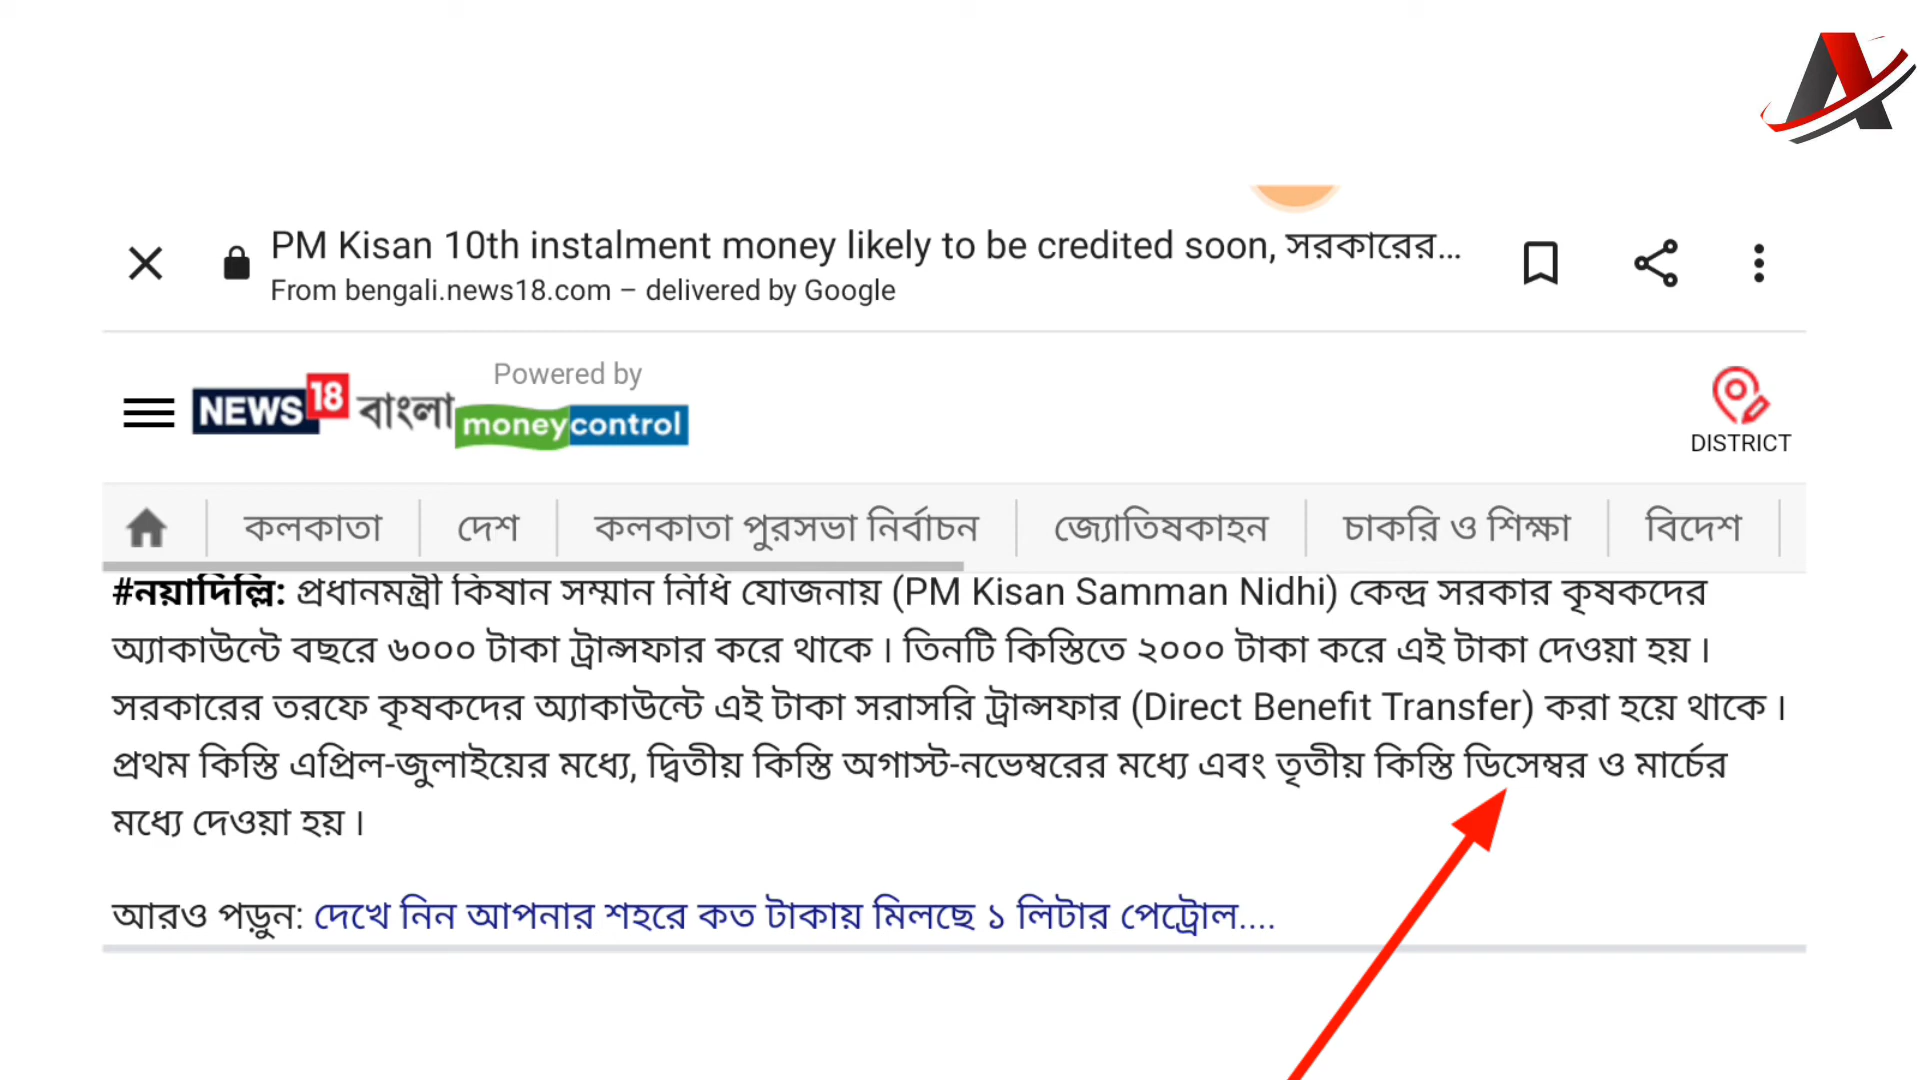 PM Kisan 10th instalment money likely to be credited soon, সরকারের...
From bengali.news18.com – delivered by Google
Powered by
NEWS 18 বাংলা moneycontrol
DISTRICT
কলকাতা দেশ কলকাতা পুরসভা নির্বাচন জ্যোতিষকাহন চাকরি ও শিক্ষা বিদেশ
#নয়াদিল্লি: প্রধানমন্ত্রী কিষান সম্মান নিধি যোজনায় (PM Kisan Samman Nidhi) কেন্দ্র সরকার কৃষকদের
অ্যাকাউন্টে বছরে ৬০০০ টাকা ট্রান্সফার করে থাকে। তিনটি কিস্তিতে ২০০০ টাকা করে এই টাকা দেওয়া হয়।
সরকারের তরফে কৃষকদের অ্যাকাউন্টে এই টাকা সরাসরি ট্রান্সফার (Direct Benefit Transfer) করা হয়ে থাকে।
প্রথম কিস্তি এপ্রিল-জুলাইয়ের মধ্যে, দ্বিতীয় কিস্তি অগাস্ট-নভেম্বরের মধ্যে এবং তৃতীয় কিস্তি ডিসেম্বর ও মার্চের
মধ্যে দেওয়া হয়।
আরও পড়ুন: দেখে নিন আপনার শহরে কত টাকায় মিলছে ১ লিটার পেট্রোল....